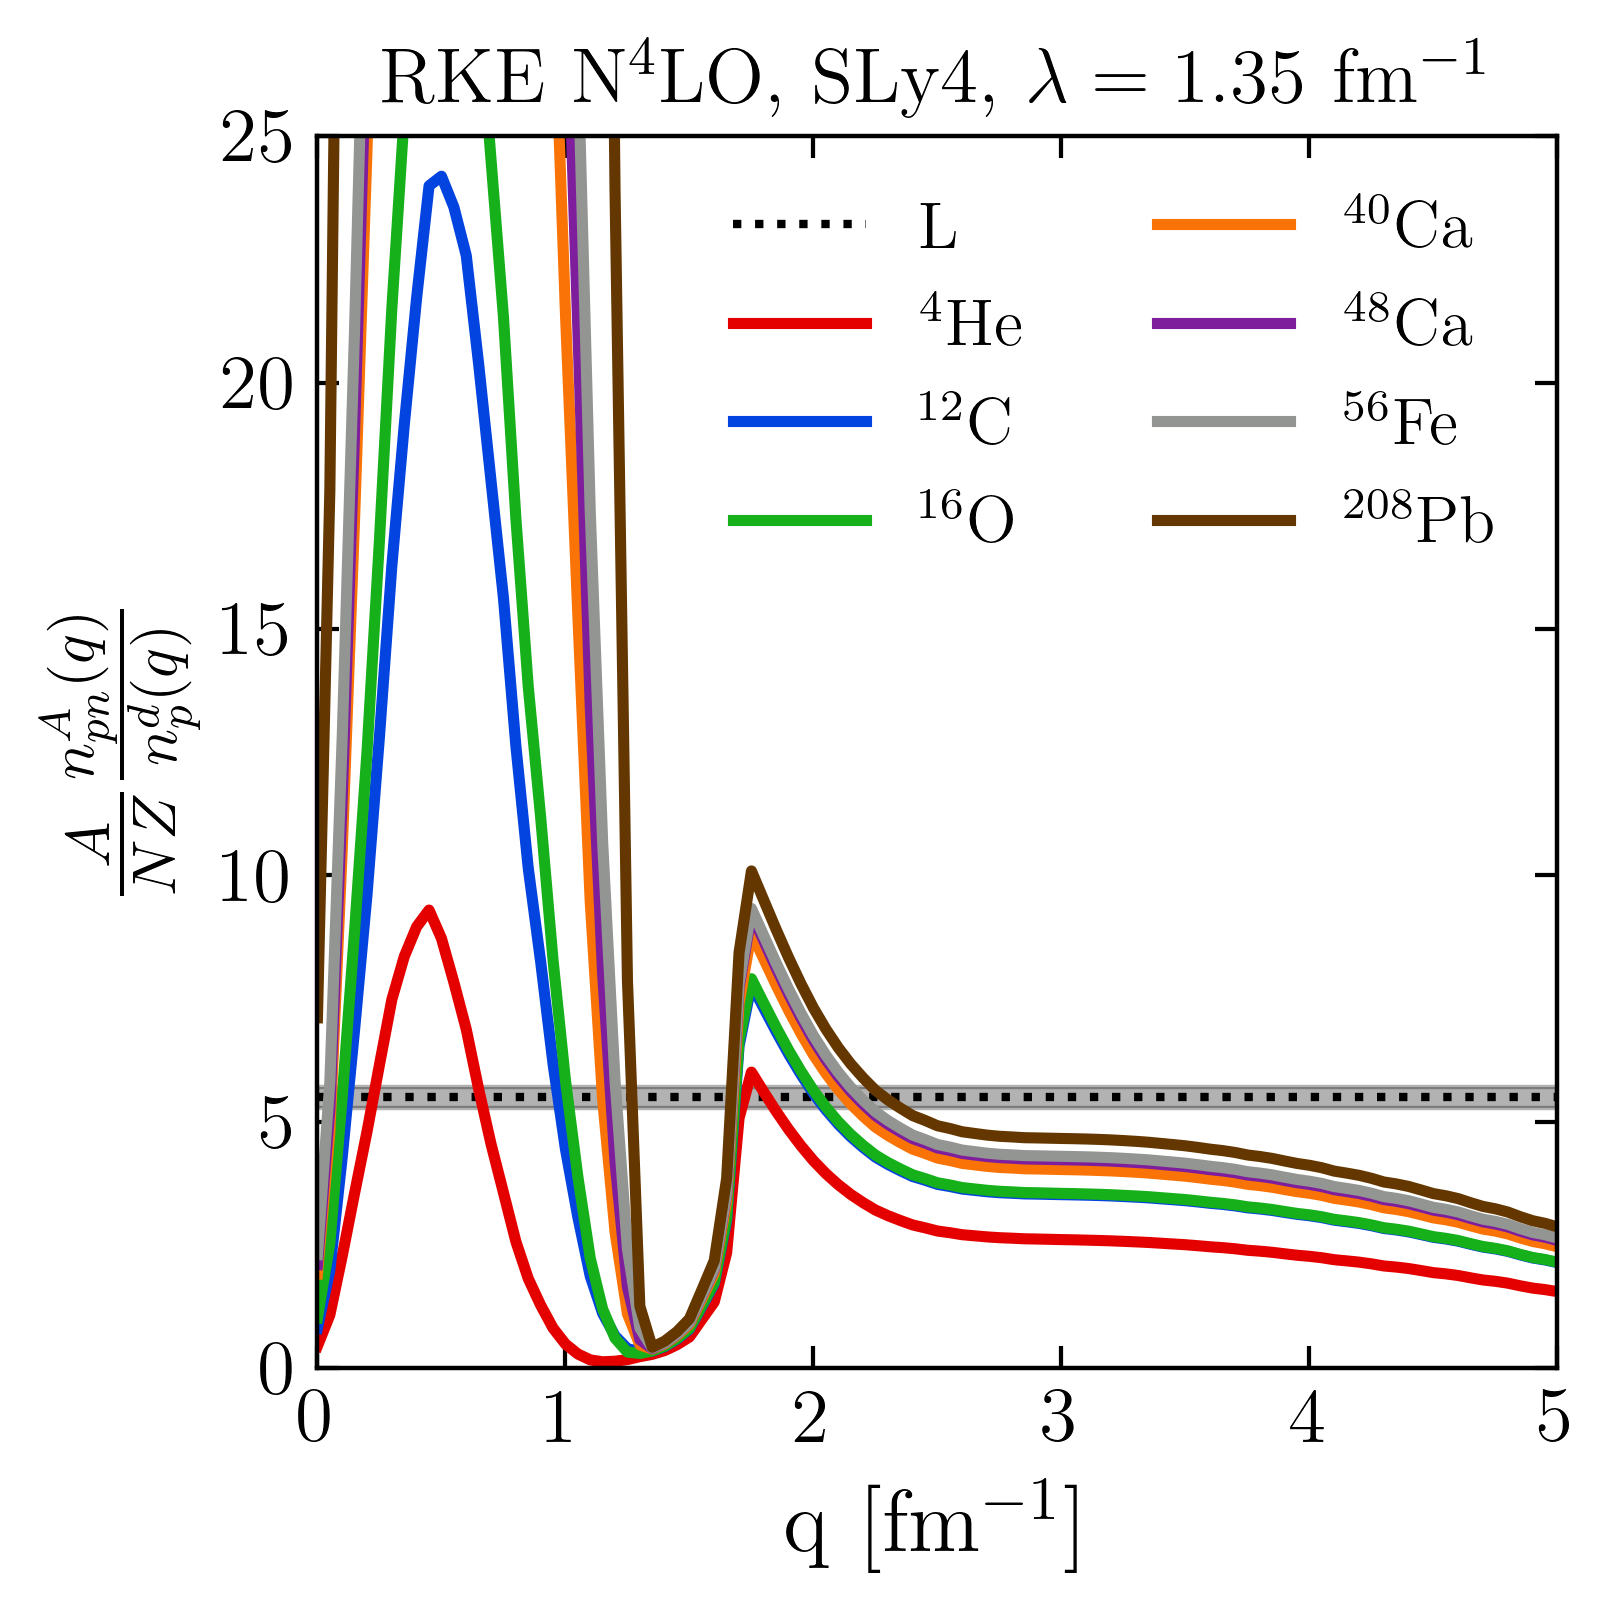 RKE N⁴LO, SLy4, λ = 1.35 fm⁻¹
25
20
15
10
5
0
A/NZ n^A_pn(q)/n^d_p(q)
L
⁴He
¹²C
¹⁶O
⁴⁰Ca
⁴⁸Ca
⁵⁶Fe
²⁰⁸Pb
0 1 2 3 4 5
q [fm⁻¹]